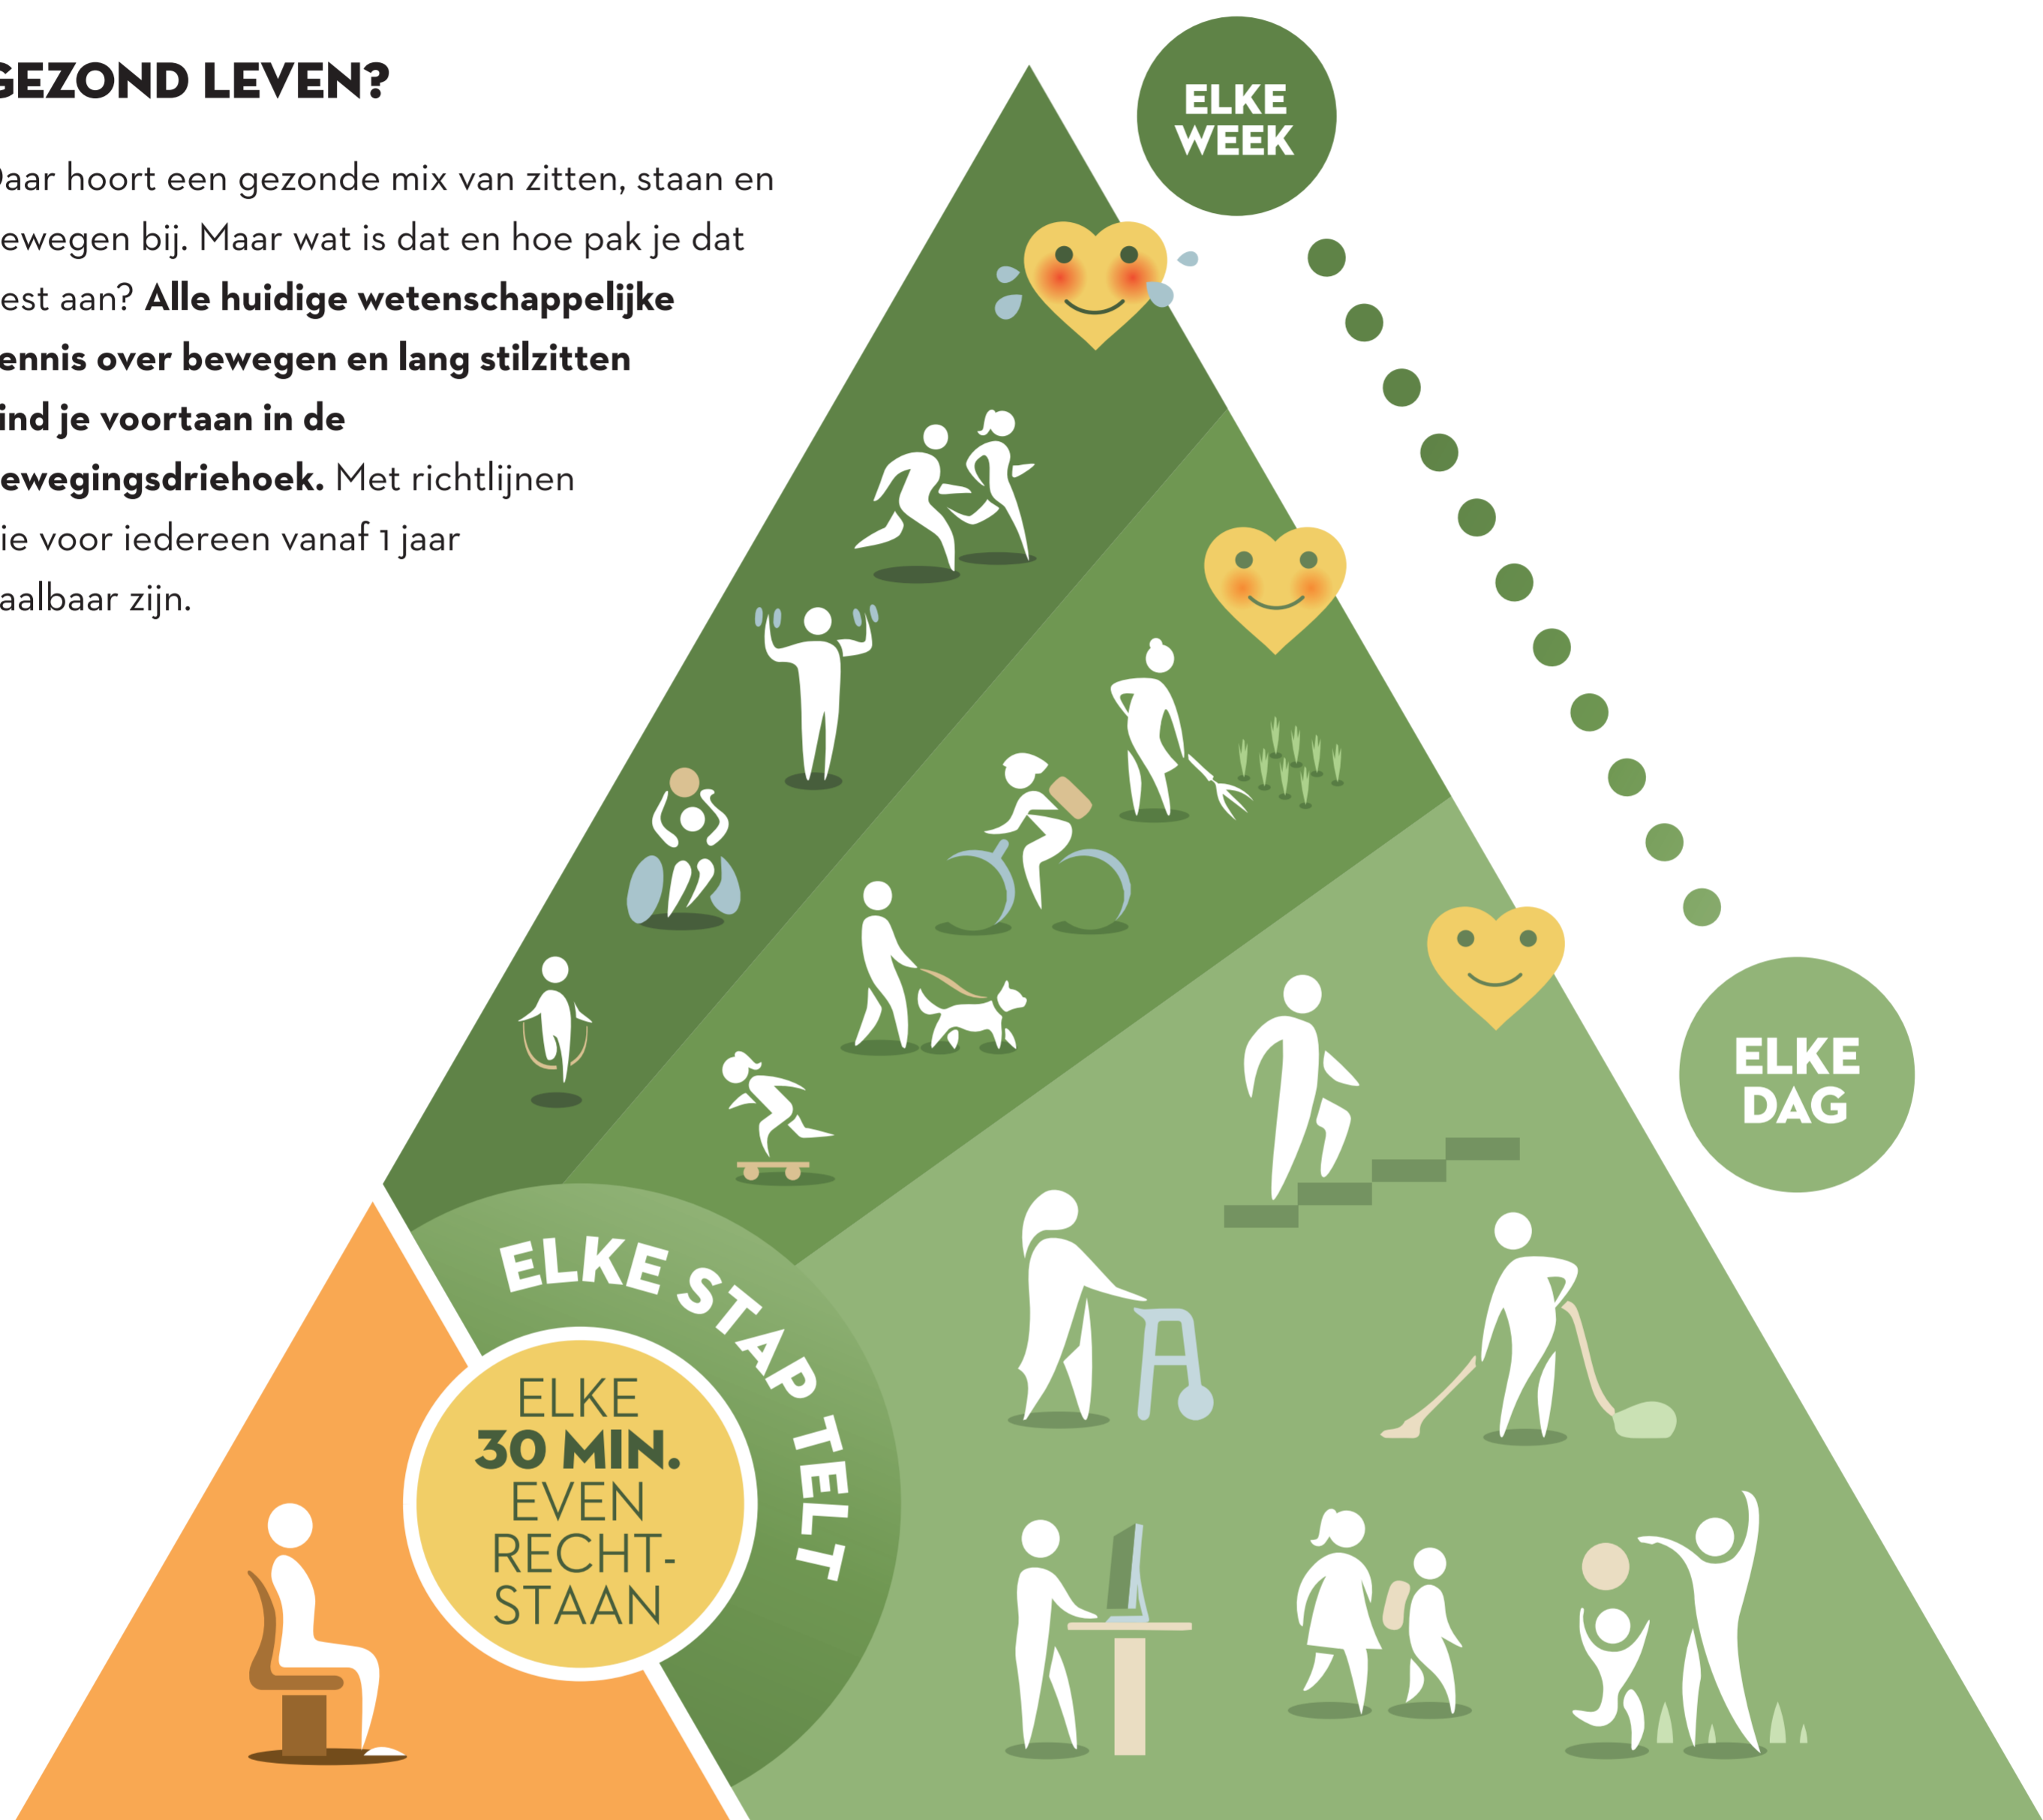 GEZOND LEVEN?
Daar hoort een gezonde mix van zitten, staan en
ewegen bij. Maar wat is dat en hoe pak je dat
est aan? Alle huidige wetenschappelijke
ennis over bewegen en lang stilzitten
ind je voortaan in de
ewegingsdriehoek. Met richtlijnen
ie voor iedereen vanaf 1 jaar
aalbaar zijn.
ELKE
WEEK
ELKE
DAG
ELKE STAP TELT
ELKE
30 MIN.
EVEN
RECHT-
STAAN